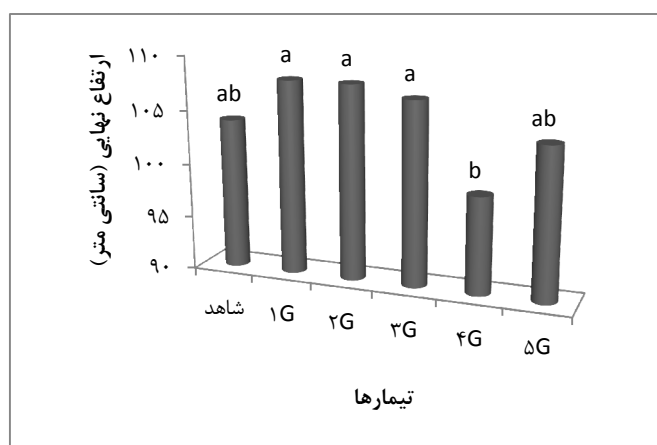 ارتفاع نهایی (سانتی متر)
۱۱۰
۱۰۵
۱۰۰
۹۵
۹۰
ab
a
a
a
b
ab
شاهد
۱G
۲G
۳G
۴G
۵G
تیمارها